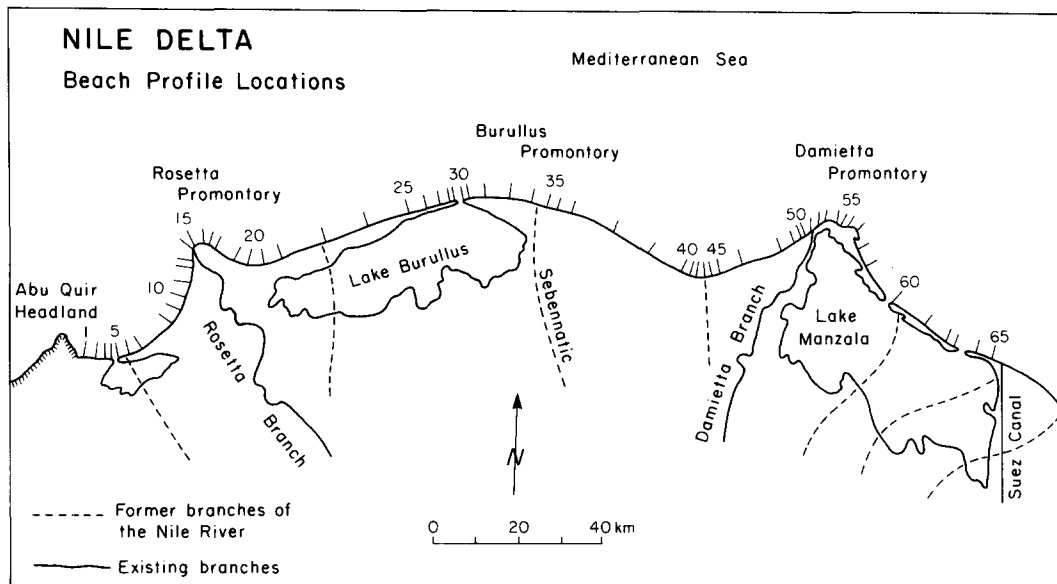 NILE DELTA
Beach Profile Locations
Mediterranean Sea
Burullus
Promontory
Damietta
Promontory
Rosetta
Promontory
Abu Quir
Headland
5
10
15
20
25
30
35
40
45
50
55
60
65
Lake Burullus
Sebennatic
Rosetta
Branch
Damietta Branch
Lake
Manzala
Suez Canal
N
Former branches of
the Nile River
Existing branches
0 20 40 km